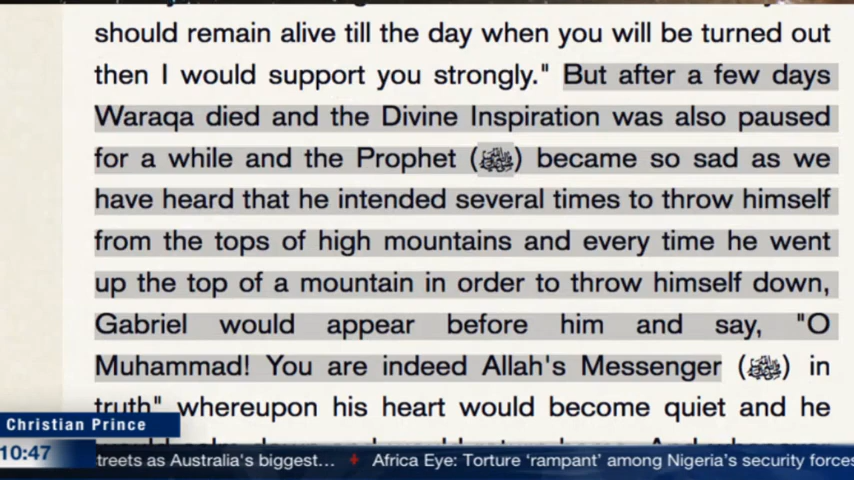 should remain alive till the day when you will be turned out
then I would support you strongly." But after a few days
Waraqa died and the Divine Inspiration was also paused
for a while and the Prophet (ﷺ) became so sad as we
have heard that he intended several times to throw himself
from the tops of high mountains and every time he went
up the top of a mountain in order to throw himself down,
Gabriel would appear before him and say, "O
Muhammad! You are indeed Allah's Messenger (ﷺ) in
truth" whereupon his heart would become quiet and he
Christian Prince
10:47 streets as Australia's biggest... Africa Eye: Torture 'rampant' among Nigeria's security forces